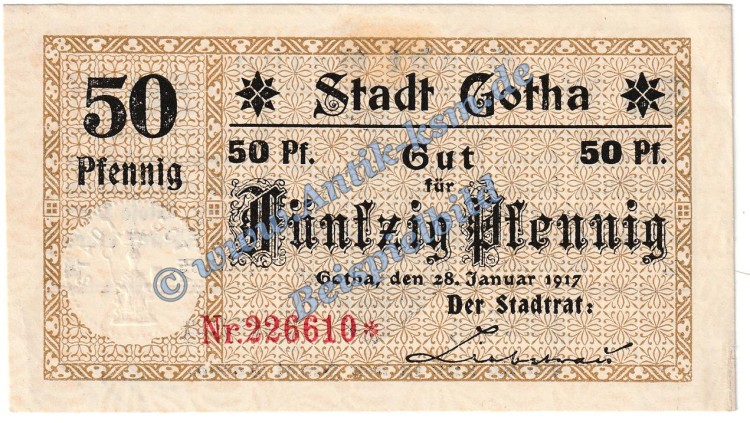 50
Pfennig
Stadt Gotha
50 Pf. Gut 50 Pf.
für
Fünfzig Pfennig
Gotha, den 28. Januar 1917
Der Stadtrat:
Nr. 226610*
Liebetrau
© www.Antik-ksm.de
Beispielbild